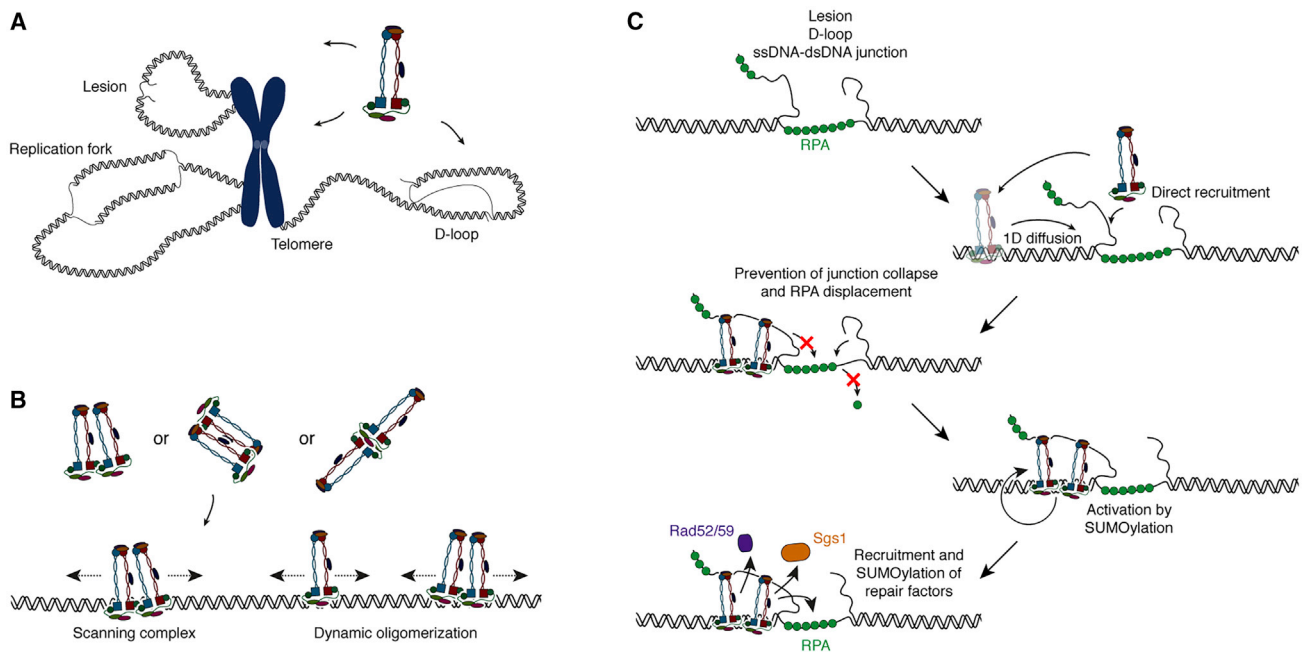 A
Lesion
Replication fork
Telomere
D-loop
B
or
or
Scanning complex
Dynamic oligomerization
C
Lesion
D-loop
ssDNA-dsDNA junction
RPA
Direct recruitment
1D diffusion
Prevention of junction collapse
and RPA displacement
Activation by
SUMOylation
Rad52/59
Sgs1
Recruitment and
SUMOylation of
repair factors
RPA